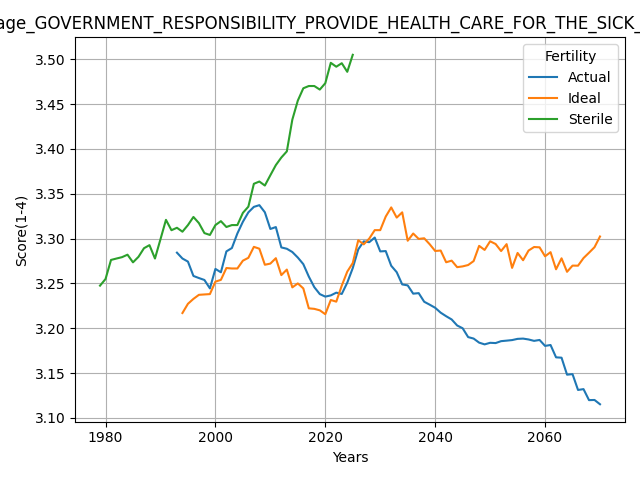 age_GOVERNMENT_RESPONSIBILITY_PROVIDE_HEALTH_CARE_FOR_THE_SICK_
Fertility
Actual
Ideal
Sterile
Score(1-4)
3.50
3.45
3.40
3.35
3.30
3.25
3.20
3.15
3.10
1980
2000
2020
2040
2060
Years